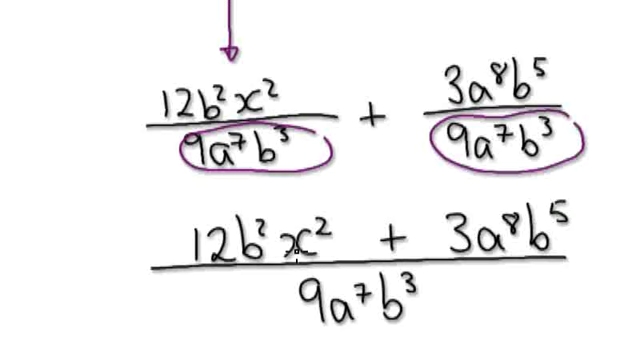 12b²x²/9a⁷b³ + 3a⁸b⁵/9a⁷b³
12b²x² + 3a⁸b⁵
9a⁷b³